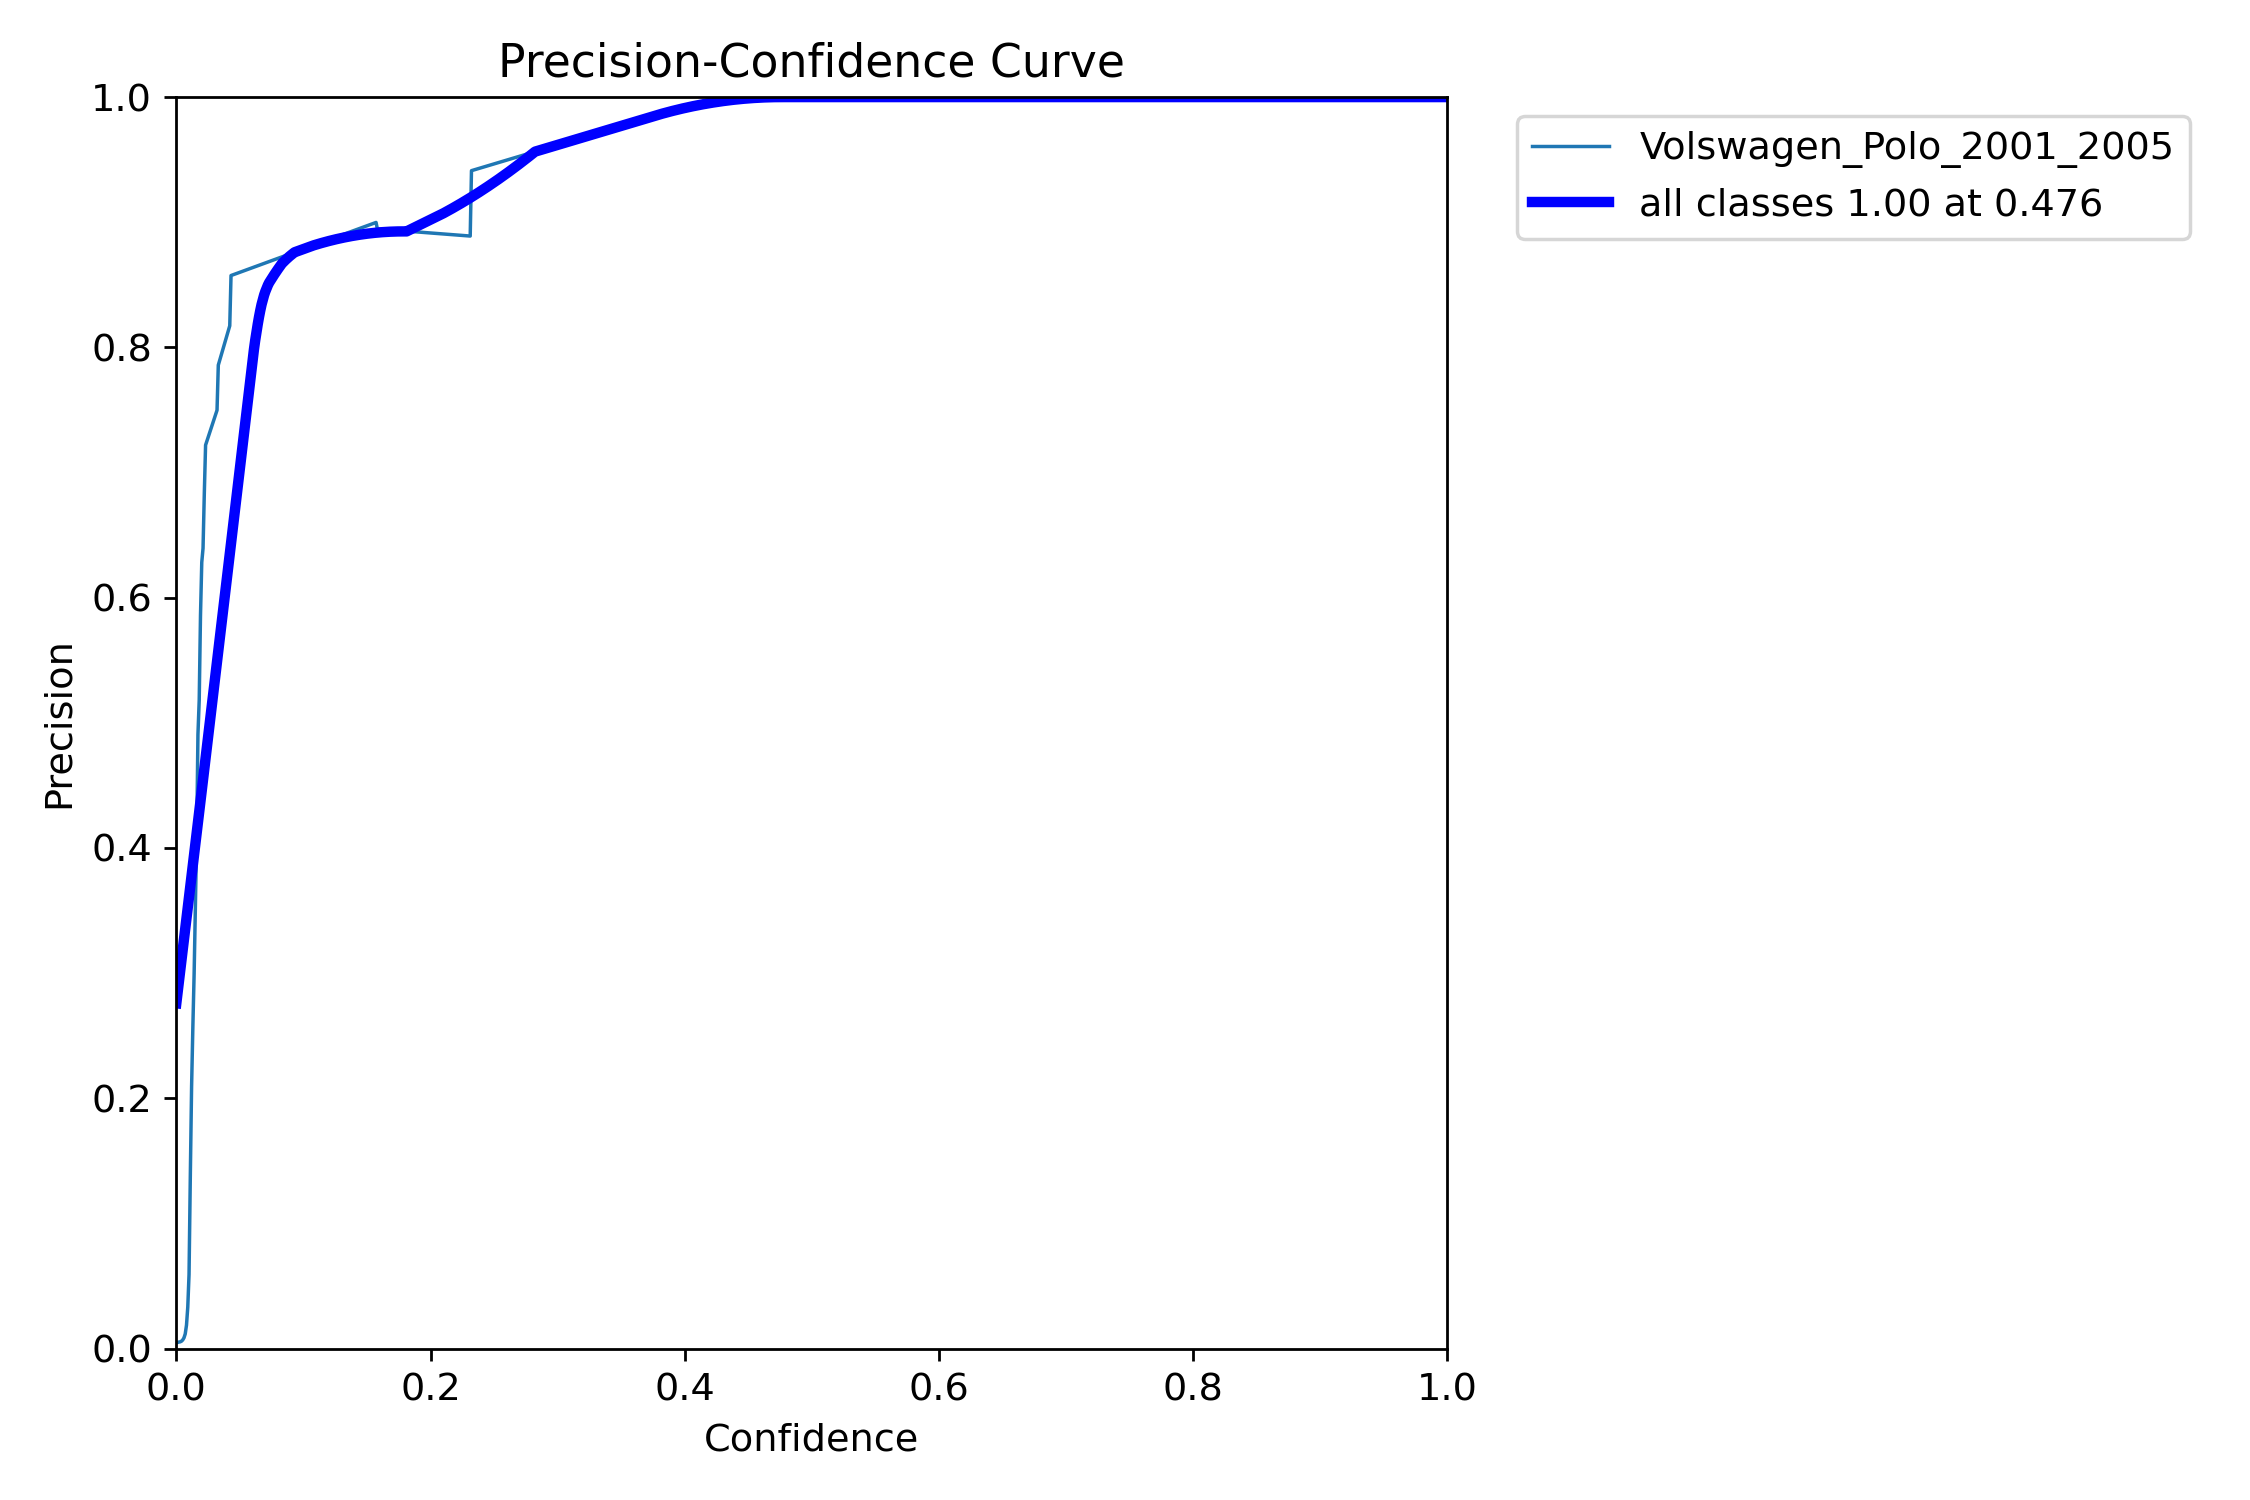 Precision-Confidence Curve
1.0
0.8
0.6
0.4
0.2
0.0
Precision
0.0 0.2 0.4 0.6 0.8 1.0
Confidence
Volswagen_Polo_2001_2005
all classes 1.00 at 0.476